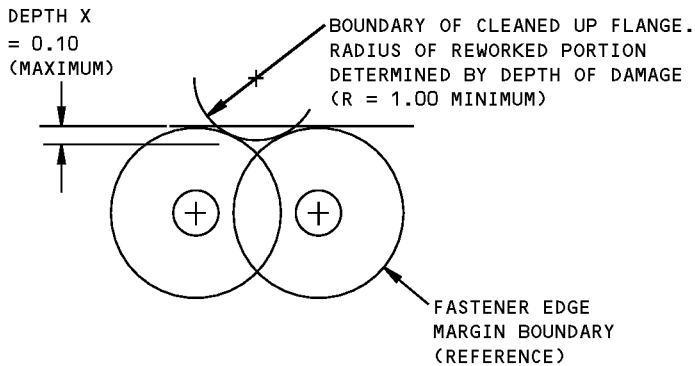 DEPTH X
= 0.10
(MAXIMUM)
BOUNDARY OF CLEANED UP FLANGE.
RADIUS OF REWORKED PORTION
DETERMINED BY DEPTH OF DAMAGE
(R = 1.00 MINIMUM)
FASTENER EDGE
MARGIN BOUNDARY
(REFERENCE)